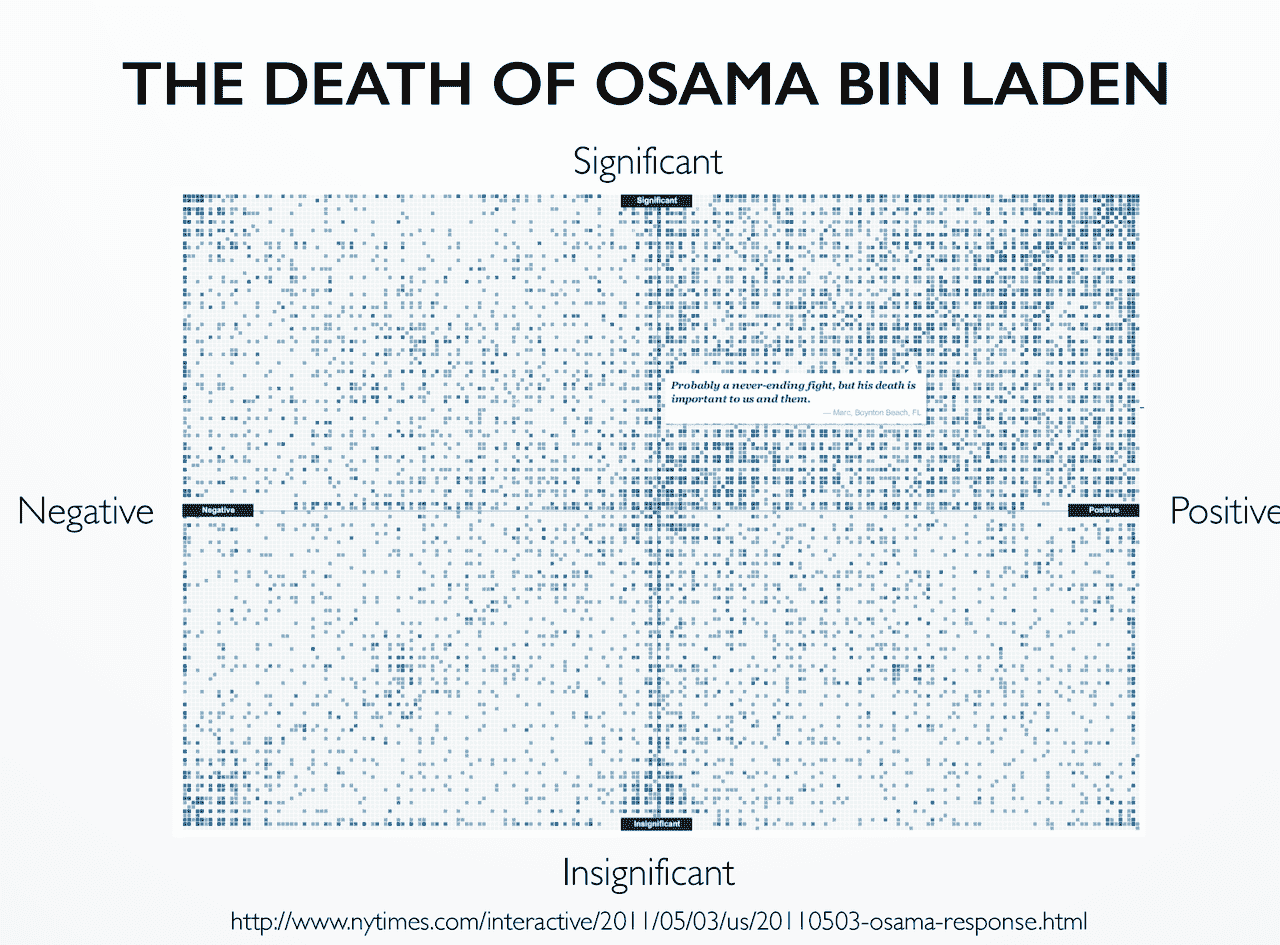 THE DEATH OF OSAMA BIN LADEN
Significant
Significant
Probably a never-ending fight, but his death is
important to us and them.
— Marc, Boynton Beach, FL
Negative
Negative
Positive
Positive
Insignificant
Insignificant
http://www.nytimes.com/interactive/2011/05/03/us/20110503-osama-response.html